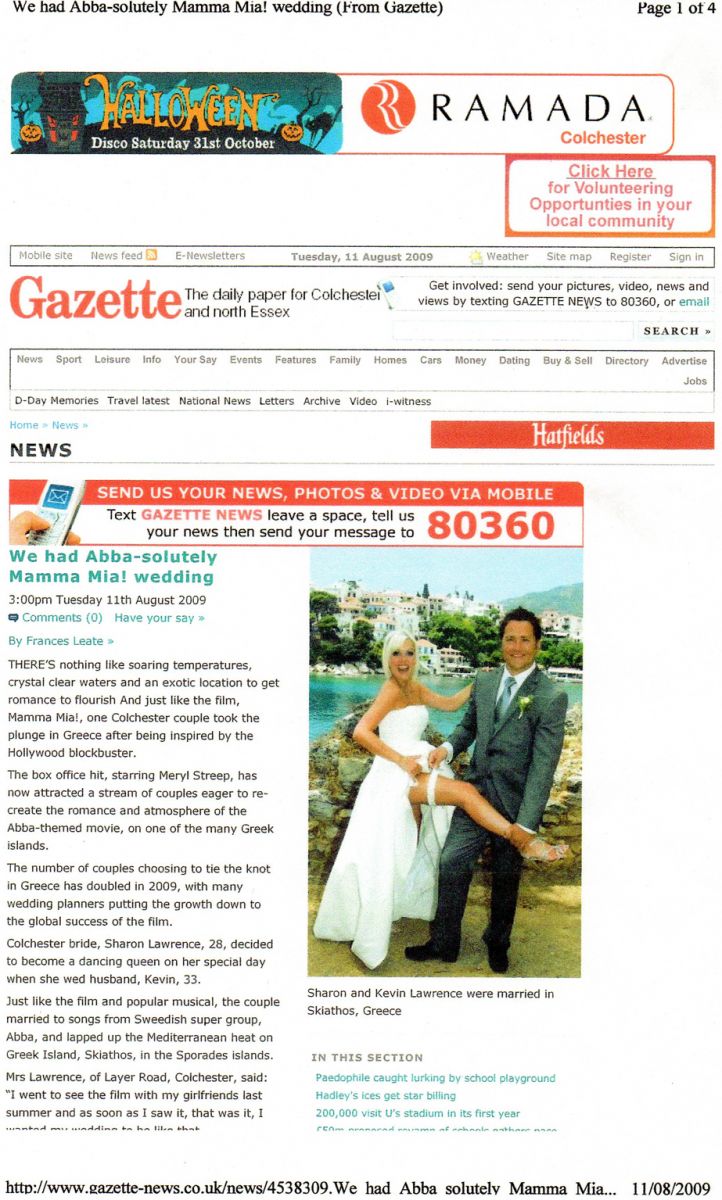 We had Abba-solutely Mamma Mia! wedding (From Gazette) Page 1 of 4
HALLOWEEN
Disco Saturday 31st October
RAMADA
Colchester
Click Here
for Volunteering
Opportunties in your
local community
Mobile site News feed E-Newsletters Tuesday, 11 August 2009 Weather Site map Register Sign in
Gazette
The daily paper for Colchester
and north Essex
Get involved: send your pictures, video, news and
views by texting GAZETTE NEWS to 80360, or email
SEARCH »
News Sport Leisure Info Your Say Events Features Family Homes Cars Money Dating Buy & Sell Directory Advertise
Jobs
D-Day Memories Travel latest National News Letters Archive Video i-witness
Home » News »
Hatfields
NEWS
SEND US YOUR NEWS, PHOTOS & VIDEO VIA MOBILE
Text GAZETTE NEWS leave a space, tell us
your news then send your message to 80360
We had Abba-solutely
Mamma Mia! wedding
3:00pm Tuesday 11th August 2009
Comments (0) Have your say »
By Frances Leate »
THERE'S nothing like soaring temperatures,
crystal clear waters and an exotic location to get
romance to flourish And just like the film,
Mamma Mia!, one Colchester couple took the
plunge in Greece after being inspired by the
Hollywood blockbuster.
The box office hit, starring Meryl Streep, has
now attracted a stream of couples eager to re-
create the romance and atmosphere of the
Abba-themed movie, on one of the many Greek
islands.
The number of couples choosing to tie the knot
in Greece has doubled in 2009, with many
wedding planners putting the growth down to
the global success of the film.
Colchester bride, Sharon Lawrence, 28, decided
to become a dancing queen on her special day
when she wed husband, Kevin, 33.
Just like the film and popular musical, the couple
married to songs from Swedish super group,
Abba, and lapped up the Mediterranean heat on
Greek Island, Skiathos, in the Sporades islands.
Mrs Lawrence, of Layer Road, Colchester, said:
"I went to see the film with my girlfriends last
summer and as soon as I saw it, that was it, I
wanted my wedding to be like that
Sharon and Kevin Lawrence were married in
Skiathos, Greece
IN THIS SECTION
Paedophile caught lurking by school playground
Hadley's ices get star billing
200,000 visit U's stadium in its first year
£50m proposed revamp of schools gathers pace
http://www.gazette-news.co.uk/news/4538309.We_had_Abba_solutely_Mamma_Mia... 11/08/2009